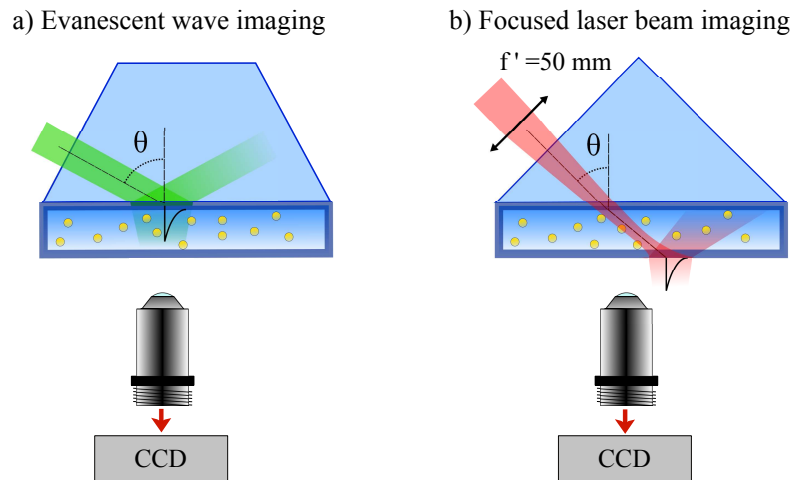 a) Evanescent wave imaging
b) Focused laser beam imaging
f ' =50 mm
θ
θ
CCD
CCD